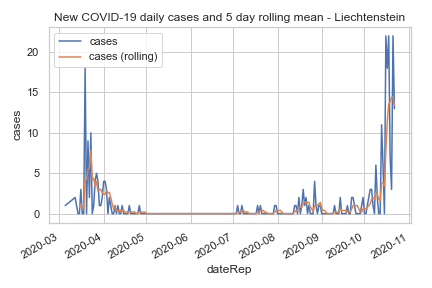 New COVID-19 daily cases and 5 day rolling mean - Liechtenstein
cases
cases (rolling)
20
15
10
5
0
cases
2020-03
2020-04
2020-05
2020-06
2020-07
2020-08
2020-09
2020-10
2020-11
dateRep